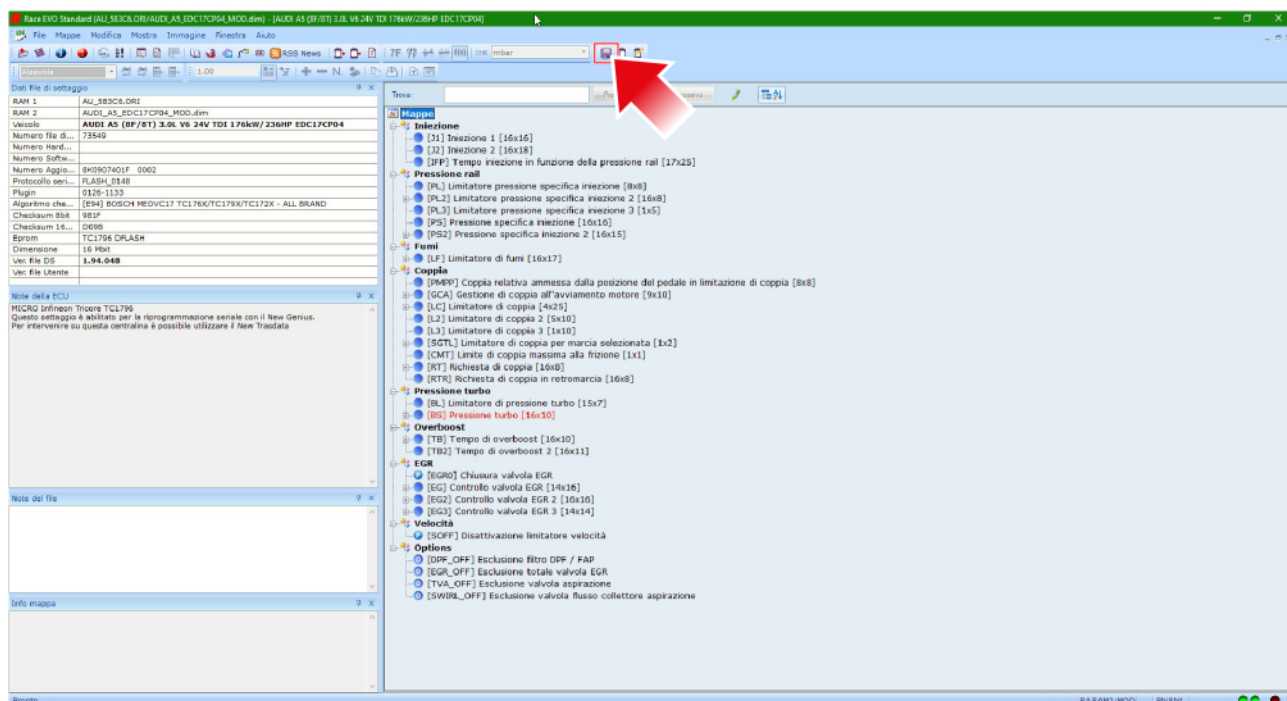 Race EVO Standard (AU_583C6.ORI/AUDI_A5_EDC17CP04_MOD.dim) - [AUDI A5 (8F/8T) 3.0L V6 24V TDI 176kW/236HP EDC17CP04]
File Mappe Modifica Mostra Immagine Finestra Aiuto
RSS News CHK mbar
1.00 N.
Dati file di settaggio
RAM 1 AU_583C6.ORI
RAM 2 AUDI_A5_EDC17CP04_MOD.dim
Veicolo AUDI A5 (8F/8T) 3.0L V6 24V TDI 176kW/236HP EDC17CP04
Numero file d... 73549
Numero Hard...
Numero Softw...
Numero Aggio... 8K0907401F 0002
Protocollo seri... FLASH_0148
Plugin 0126-1133
Algoritmo che... [E94] BOSCH MEDVC17 TC176X/TC179X/TC172X - ALL BRAND
Checksum 8bit 981F
Checksum 16... D09B
Eprom TC1796 DFLASH
Dimensione 16 Mbit
Ver. file DS 1.94.048
Ver. file Utente
Note della ECU
MICRO Infineon Tricore TC1796
Questo settaggio è abilitato per la riprogrammazione seriale con il New Genius.
Per intervenire su questa centralina è possibile utilizzare il New Trasdata
Note del file
Info mappa
Trova:
Mappe
Iniezione
[J1] Iniezione 1 [16x16]
[J2] Iniezione 2 [16x18]
[IFP] Tempo iniezione in funzione della pressione rail [17x25]
Pressione rail
[PL] Limitatore pressione specifica iniezione [8x8]
[PL2] Limitatore pressione specifica iniezione 2 [16x8]
[PL3] Limitatore pressione specifica iniezione 3 [1x5]
[PS] Pressione specifica iniezione [16x16]
[PS2] Pressione specifica iniezione 2 [16x15]
Fumi
[LF] Limitatore di fumi [16x17]
Coppia
[PMPP] Coppia relativa ammessa dalla posizione del pedale in limitazione di coppia [8x8]
[GCA] Gestione di coppia all'avviamento motore [9x10]
[LC] Limitatore di coppia [4x25]
[L2] Limitatore di coppia 2 [5x10]
[L3] Limitatore di coppia 3 [1x10]
[SGTL] Limitatore di coppia per marcia selezionata [1x2]
[CMT] Limite di coppia massima alla frizione [1x1]
[RT] Richiesta di coppia [16x8]
[RTR] Richiesta di coppia in retromarcia [16x8]
Pressione turbo
[BL] Limitatore di pressione turbo [15x7]
[BS] Pressione turbo [16x10]
Overboost
[TB] Tempo di overboost [16x10]
[TB2] Tempo di overboost 2 [16x11]
EGR
[EGR0] Chiusura valvola EGR
[EG] Controllo valvola EGR [14x16]
[EG2] Controllo valvola EGR 2 [16x16]
[EG3] Controllo valvola EGR 3 [14x14]
Velocità
[SOFF] Disattivazione limitatore velocità
Options
[DPF_OFF] Esclusione filtro DPF / FAP
[EGR_OFF] Esclusione totale valvola EGR
[TVA_OFF] Esclusione valvola aspirazione
[SWIRL_OFF] Esclusione valvola flusso collettore aspirazione
Pronto